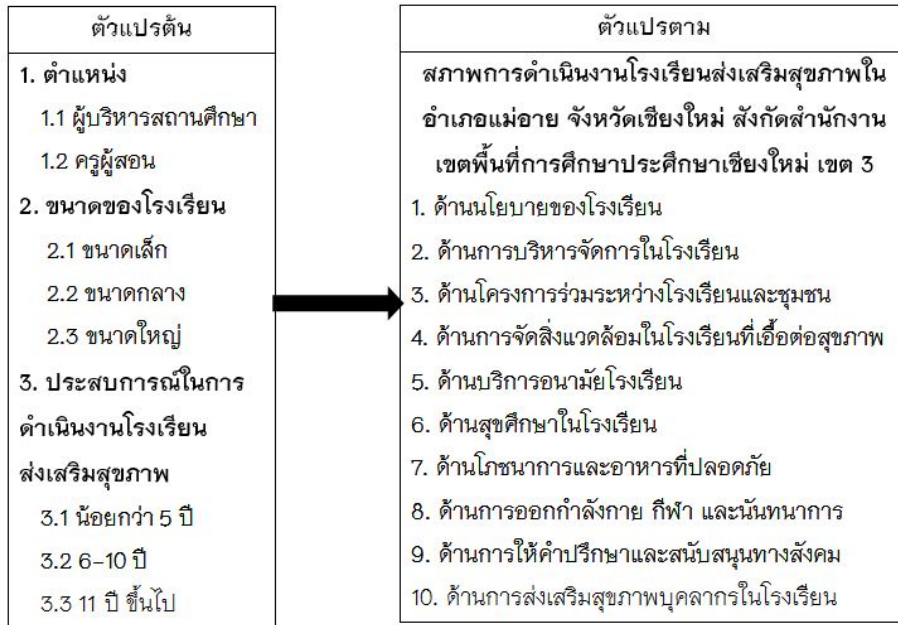 ตัวแปรต้น
1. ตำแหน่ง
1.1 ผู้บริหารสถานศึกษา
1.2 ครูผู้สอน
2. ขนาดของโรงเรียน
2.1 ขนาดเล็ก
2.2 ขนาดกลาง
2.3 ขนาดใหญ่
3. ประสบการณ์ในการ
ดำเนินงานโรงเรียน
ส่งเสริมสุขภาพ
3.1 น้อยกว่า 5 ปี
3.2 6–10 ปี
3.3 11 ปี ขึ้นไป
ตัวแปรตาม
สภาพการดำเนินงานโรงเรียนส่งเสริมสุขภาพใน
อำเภอแม่อาย จังหวัดเชียงใหม่ สังกัดสำนักงาน
เขตพื้นที่การศึกษาประศึกษาเชียงใหม่ เขต 3
1. ด้านนโยบายของโรงเรียน
2. ด้านการบริหารจัดการในโรงเรียน
3. ด้านโครงการร่วมระหว่างโรงเรียนและชุมชน
4. ด้านการจัดสิ่งแวดล้อมในโรงเรียนที่เอื้อต่อสุขภาพ
5. ด้านบริการอนามัยโรงเรียน
6. ด้านสุขศึกษาในโรงเรียน
7. ด้านโภชนาการและอาหารที่ปลอดภัย
8. ด้านการออกกำลังกาย กีฬา และนันทนาการ
9. ด้านการให้คำปรึกษาและสนับสนุนทางสังคม
10. ด้านการส่งเสริมสุขภาพบุคลากรในโรงเรียน